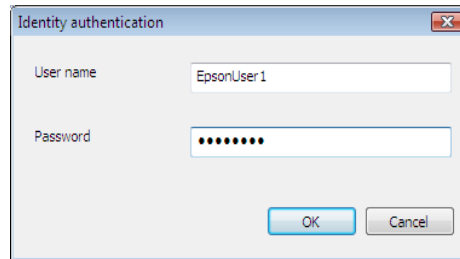 Identity authentication
User name
EpsonUser1
Password
••••••••
OK
Cancel